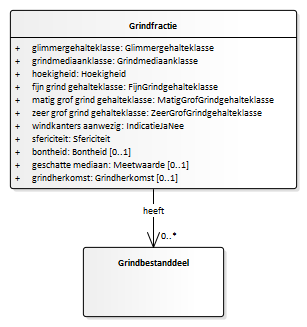 Grindfractie
+ glimmergehalteklasse: Glimmergehalteklasse
+ grindmediaanklasse: Grindmediaanklasse
+ hoekigheid: Hoekigheid
+ fijn grind gehalteklasse: FijnGrindgehalteklasse
+ matig grof grind gehalteklasse: MatigGrofGrindgehalteklasse
+ zeer grof grind gehalteklasse: ZeerGrofGrindgehalteklasse
+ windkanters aanwezig: IndicatieJaNee
+ sfericiteit: Sfericiteit
+ bontheid: Bontheid [0..1]
+ geschatte mediaan: Meetwaarde [0..1]
+ grindherkomst: Grindherkomst [0..1]
heeft
0..*
Grindbestanddeel